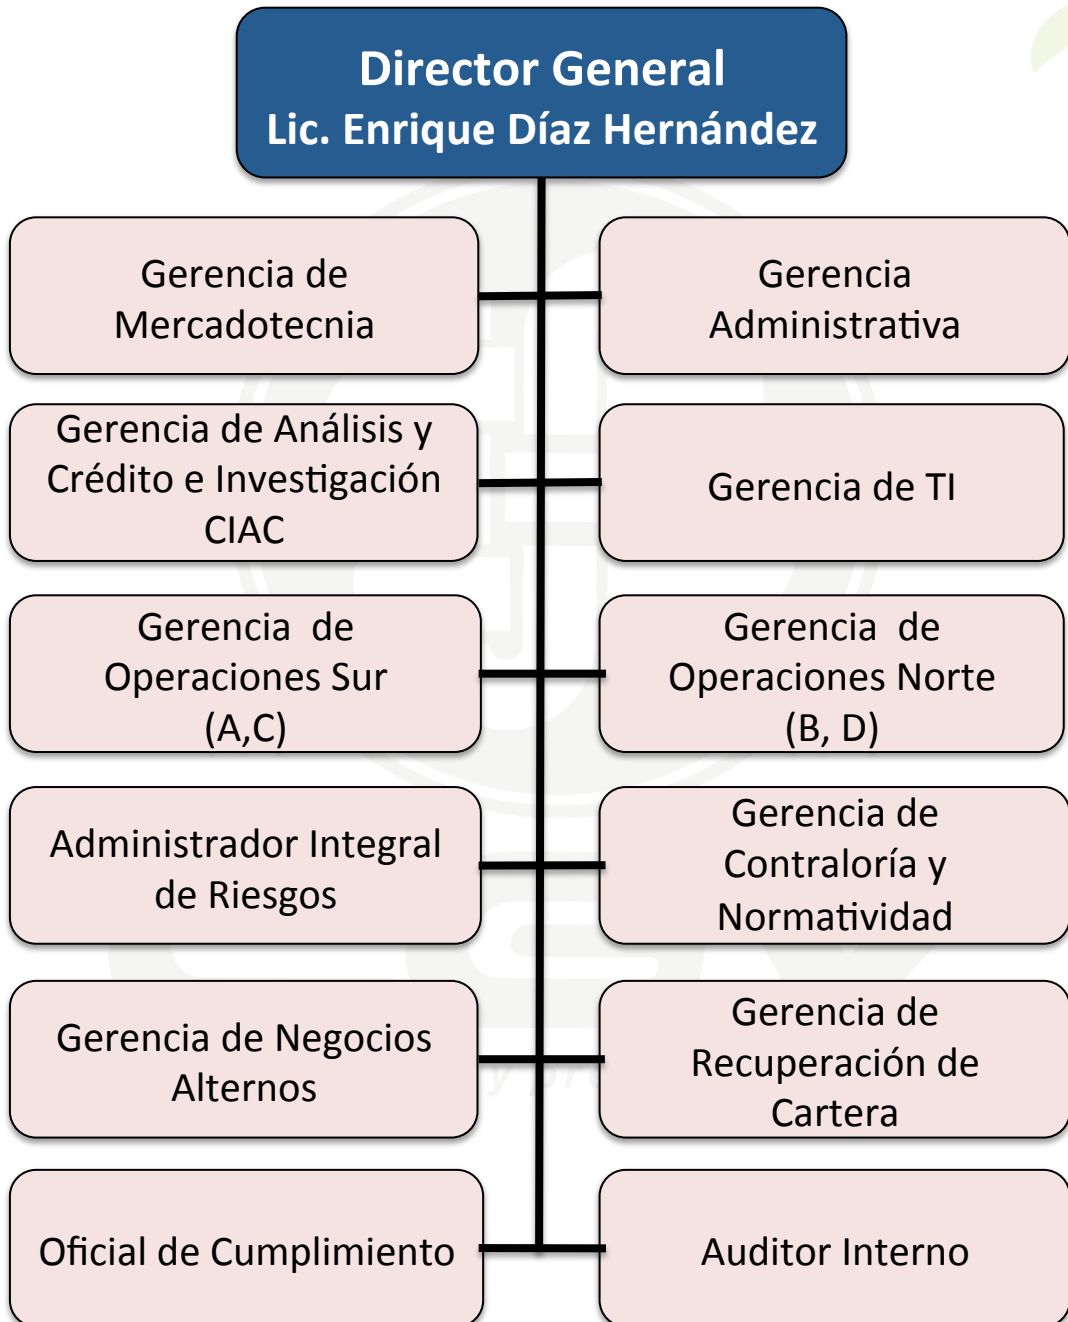 Director General
Lic. Enrique Díaz Hernández
Gerencia de
Mercadotecnia
Gerencia
Administrativa
Gerencia de Análisis y
Crédito e Investigación
CIAC
Gerencia de TI
Gerencia de
Operaciones Sur
(A,C)
Gerencia de
Operaciones Norte
(B, D)
Administrador Integral
de Riesgos
Gerencia de
Contraloría y
Normatividad
Gerencia de Negocios
Alternos
Gerencia de
Recuperación de
Cartera
Oficial de Cumplimiento
Auditor Interno